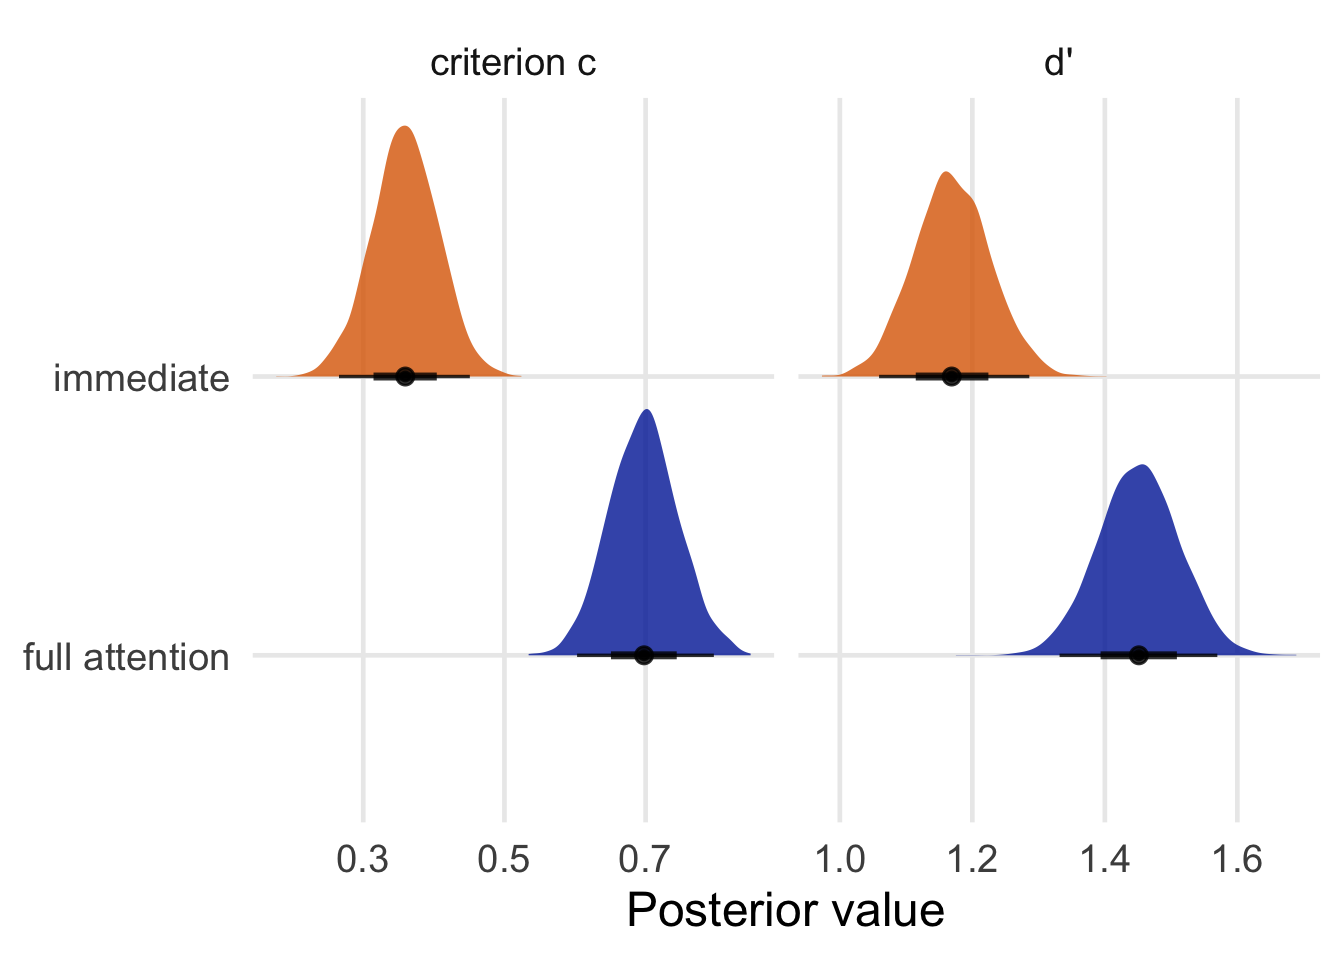 criterion c
d'
immediate
full attention
0.3 0.5 0.7 1.0 1.2 1.4 1.6
Posterior value